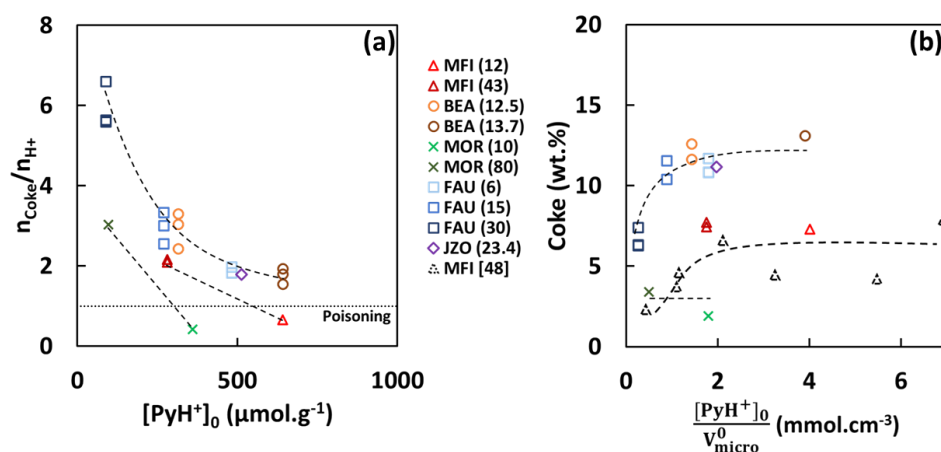 (a)
8
6
4
2
0
n_Coke/n_H+
0
500
1000
[PyH⁺]₀ (μmol.g⁻¹)
Poisoning
MFI (12)
MFI (43)
BEA (12.5)
BEA (13.7)
MOR (10)
MOR (80)
FAU (6)
FAU (15)
FAU (30)
JZO (23.4)
MFI [48]
(b)
20
15
10
5
0
Coke (wt.%)
0
2
4
6
[PyH⁺]₀
V⁰micro
(mmol.cm⁻³)